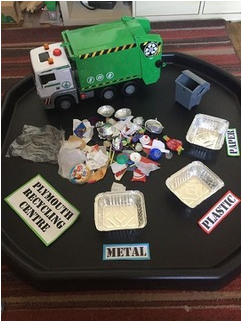 PLYMOUTH
RECYCLING
CENTRE
METAL
PLASTIC
PAPER